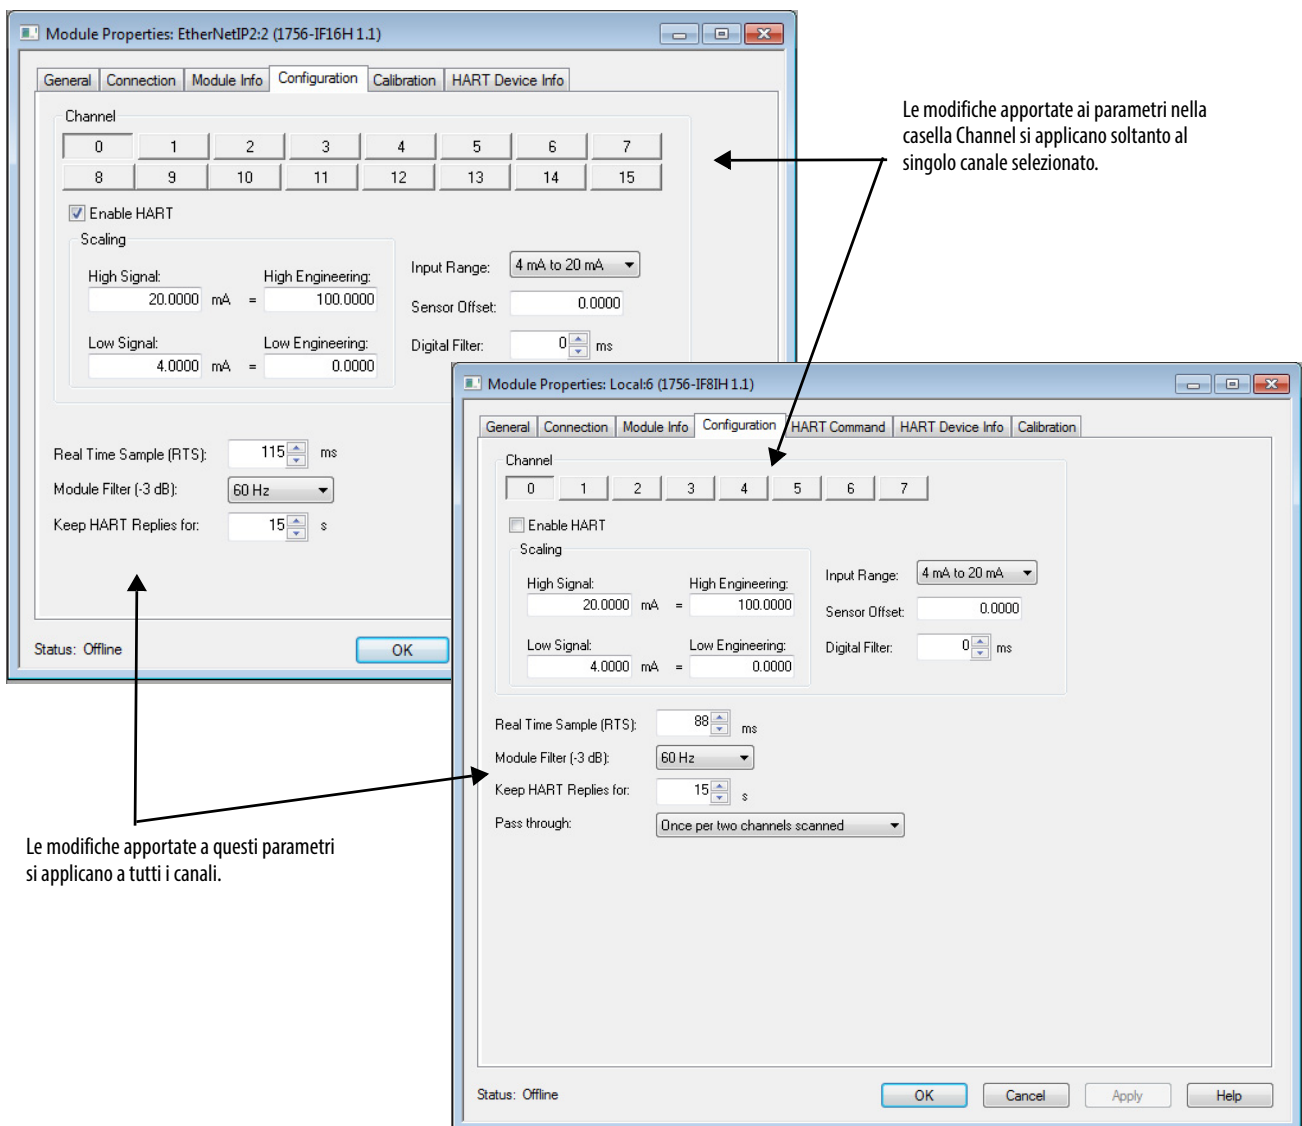 Module Properties: EtherNetIP2:2 (1756-IF16H 1.1)
General Connection Module Info Configuration Calibration HART Device Info
Channel
0 1 2 3 4 5 6 7
8 9 10 11 12 13 14 15
Enable HART
Scaling
High Signal: High Engineering:
20.0000 mA = 100.0000
Low Signal: Low Engineering:
4.0000 mA = 0.0000
Input Range: 4 mA to 20 mA
Sensor Offset: 0.0000
Digital Filter: 0 ms
Real Time Sample (RTS): 115 ms
Module Filter (-3 dB): 60 Hz
Keep HART Replies for: 15 s
Status: Offline
OK
Le modifiche apportate ai parametri nella
casella Channel si applicano soltanto al
singolo canale selezionato.
Module Properties: Local:6 (1756-IF8IH 1.1)
General Connection Module Info Configuration HART Command HART Device Info Calibration
Channel
0 1 2 3 4 5 6 7
Enable HART
Scaling
High Signal: High Engineering:
20.0000 mA = 100.0000
Low Signal: Low Engineering:
4.0000 mA = 0.0000
Input Range: 4 mA to 20 mA
Sensor Offset: 0.0000
Digital Filter: 0 ms
Real Time Sample (RTS): 88 ms
Module Filter (-3 dB): 60 Hz
Keep HART Replies for: 15 s
Pass through: Once per two channels scanned
Status: Offline
OK Cancel Apply Help
Le modifiche apportate a questi parametri
si applicano a tutti i canali.